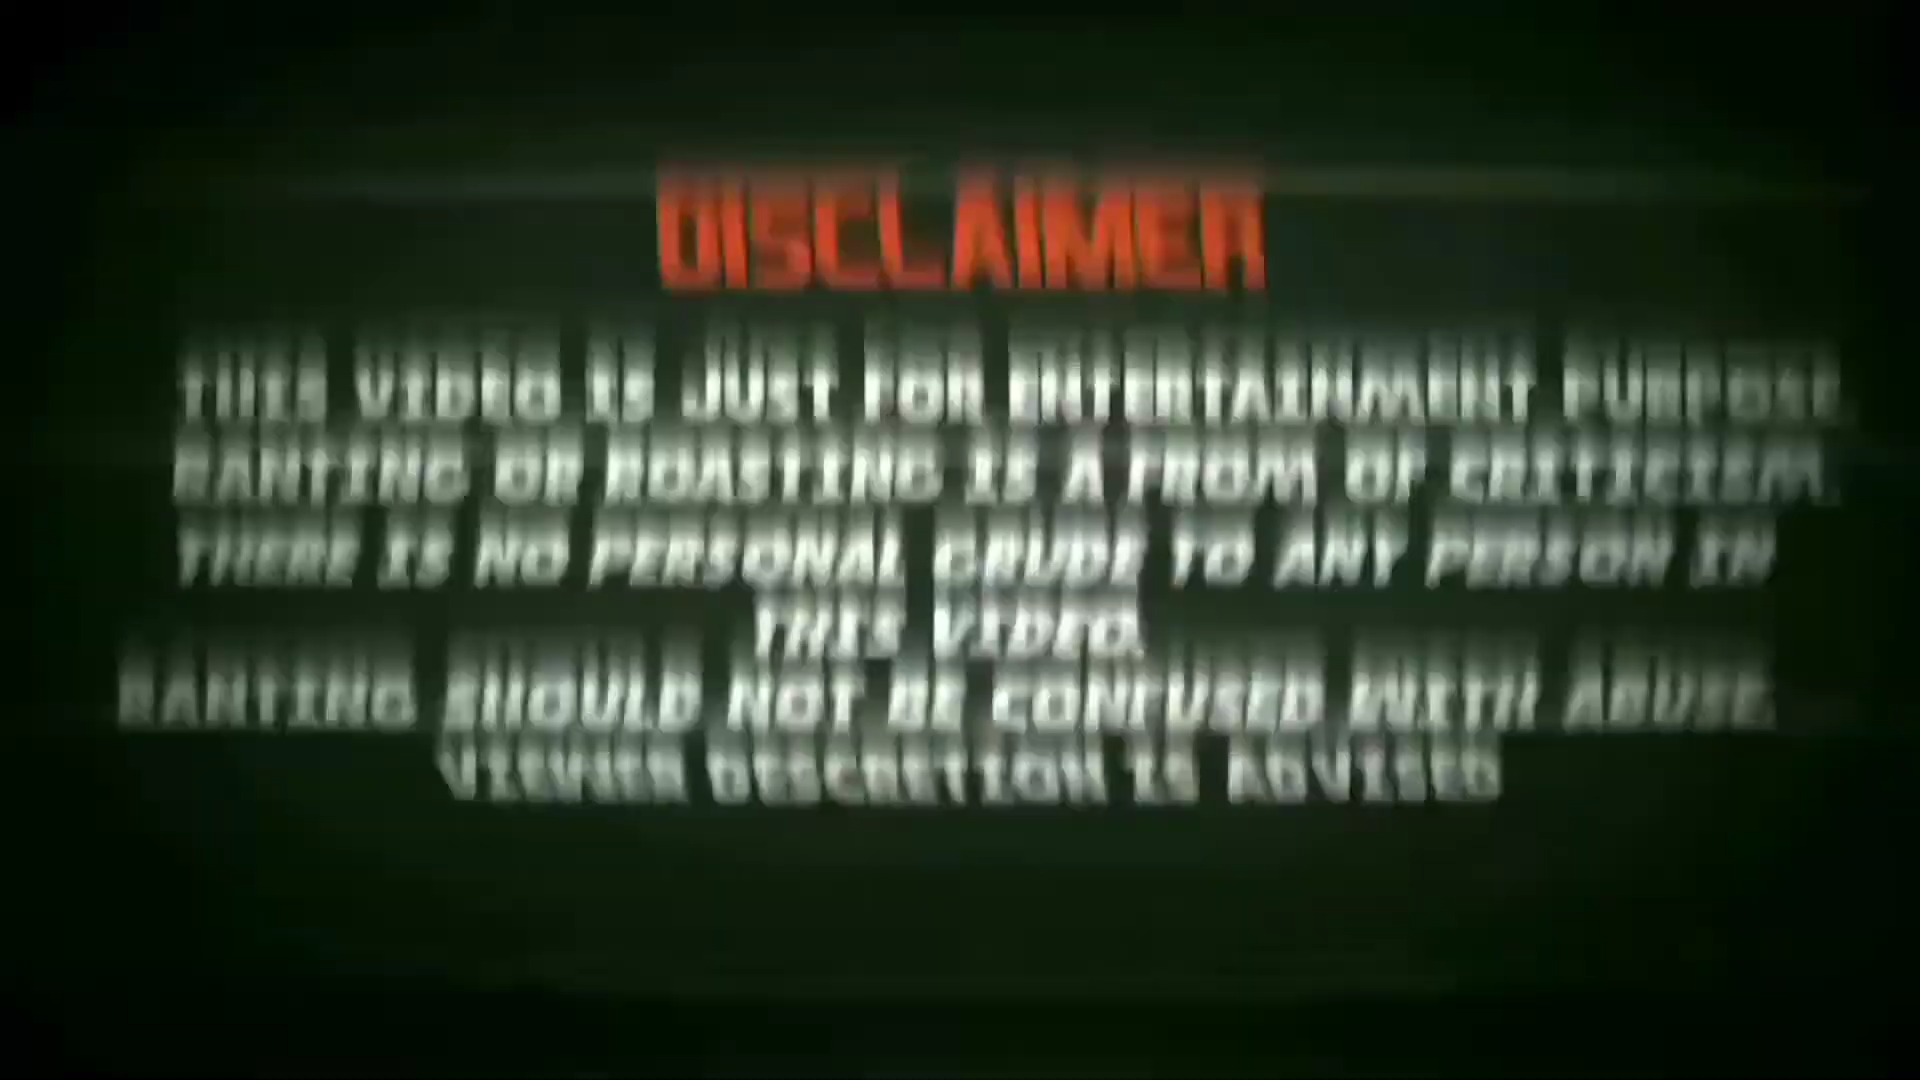 DISCLAIMER
THIS VIDEO IS JUST FOR ENTERTAINMENT PURPOSE
RANTING OR ROASTING IS A FROM OF CRITICISM.
THERE IS NO PERSONAL GRUDE TO ANY PERSON IN
THIS VIDEO.
RANTING SHOULD NOT BE CONFUSED WITH ABUSE.
VIEWER DESCRETION IS ADVISED